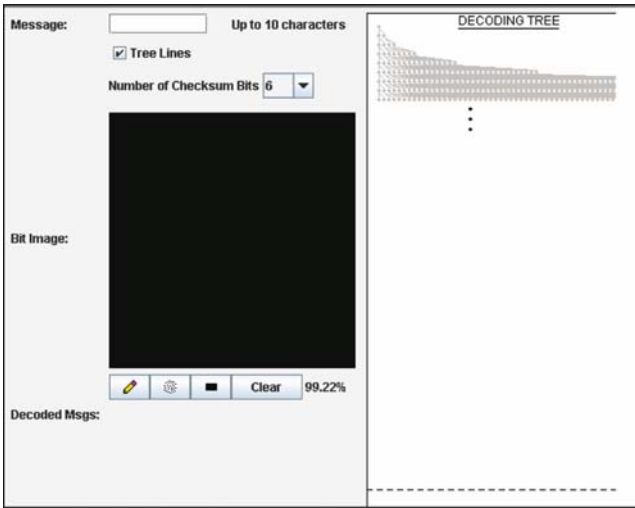 Message: Up to 10 characters
Tree Lines
Number of Checksum Bits 6
Bit Image:
Clear 99.22%
Decoded Msgs:
DECODING TREE